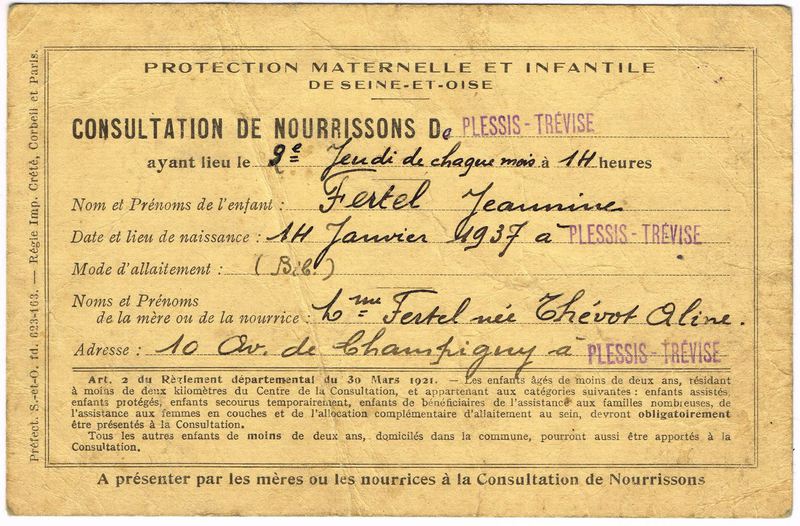 PROTECTION MATERNELLE ET INFANTILE
DE SEINE-ET-OISE
CONSULTATION DE NOURRISSONS De PLESSIS-TRÉVISE
ayant lieu le 2e Jeudi de chaque mois à 14 heures
Nom et Prénoms de l'enfant : Fertel Jeannine
Date et lieu de naissance : 14 Janvier 1937 à PLESSIS-TRÉVISE
Mode d'allaitement : (Bib.)
Noms et Prénoms
de la mère ou de la nourrice : Mme Fertel née Thévot Aline.
Adresse : 10 Av. de Champigny à PLESSIS-TRÉVISE
Art. 2 du Règlement départemental du 30 Mars 1921. — Les enfants âgés de moins de deux ans, résidant
à moins de deux kilomètres du Centre de la Consultation, et appartenant aux catégories suivantes : enfants assistés,
enfants protégés, enfants secourus temporairement, enfants de bénéficiaires de l'assistance aux familles nombreuses, de
l'assistance aux femmes en couches et de l'allocation complémentaire d'allaitement au sein, devront obligatoirement
être présentés à la Consultation.
Tous les autres enfants de moins de deux ans, domicilés dans la commune, pourront aussi être apportés à la
Consultation.
A présenter par les mères ou les nourrices à la Consultation de Nourrissons
Préfect. S.-et-O. fd. 623-163. — Régie Imp. Crété, Corbeil et Paris.